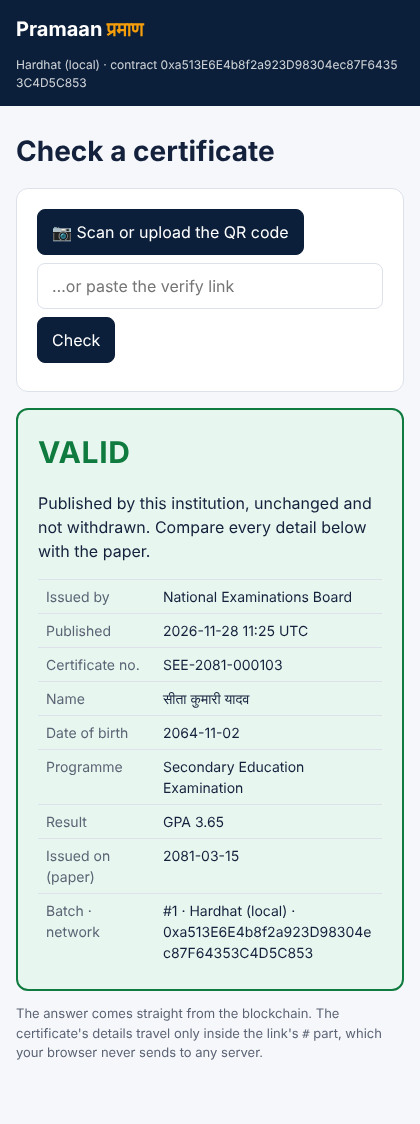 Pramaan प्रमाण
Hardhat (local) · contract 0xa513E6E4b8f2a923D98304ec87F6435
3C4D5C853
Check a certificate
📷 Scan or upload the QR code
...or paste the verify link
Check
VALID
Published by this institution, unchanged and
not withdrawn. Compare every detail below
with the paper.
Issued by National Examinations Board
Published 2026-11-28 11:25 UTC
Certificate no. SEE-2081-000103
Name सीता कुमारी यादव
Date of birth 2064-11-02
Programme Secondary Education
Examination
Result GPA 3.65
Issued on 2081-03-15
(paper)
Batch · #1 · Hardhat (local) ·
network 0xa513E6E4b8f2a923D98304e
c87F64353C4D5C853
The answer comes straight from the blockchain. The
certificate's details travel only inside the link's # part, which
your browser never sends to any server.